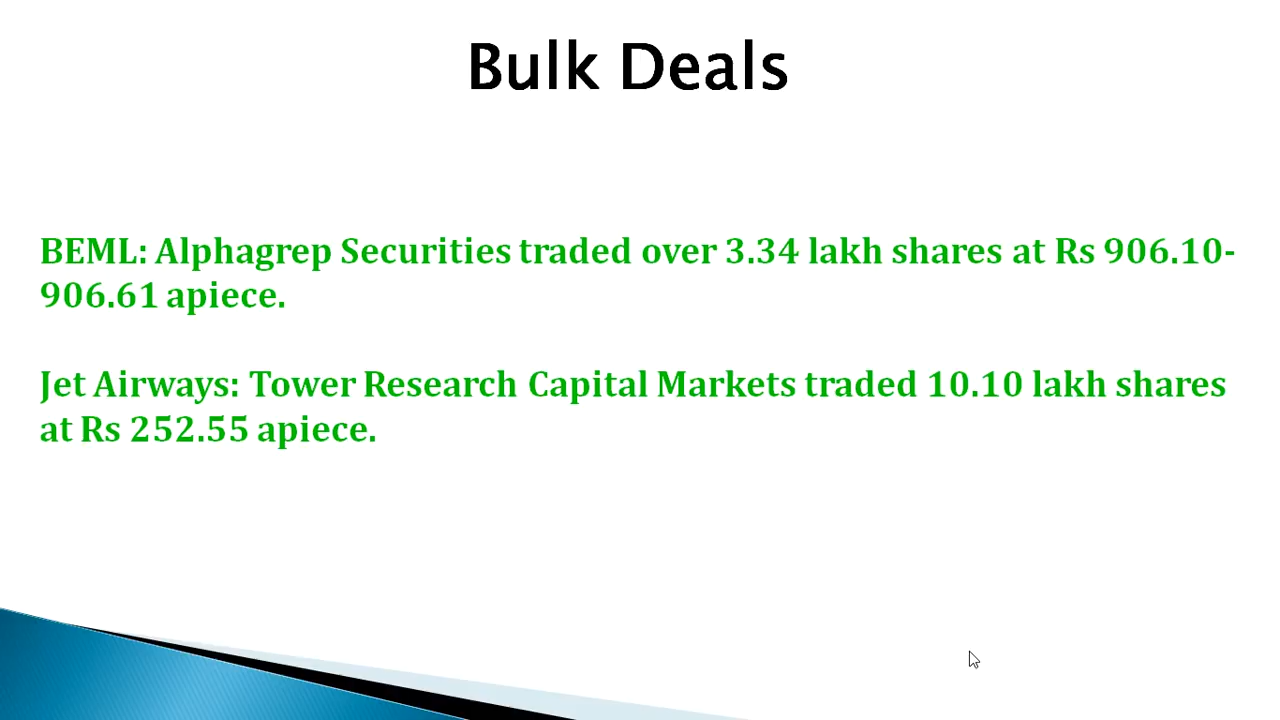 Bulk Deals
BEML: Alphagrep Securities traded over 3.34 lakh shares at Rs 906.10-
906.61 apiece.
Jet Airways: Tower Research Capital Markets traded 10.10 lakh shares
at Rs 252.55 apiece.